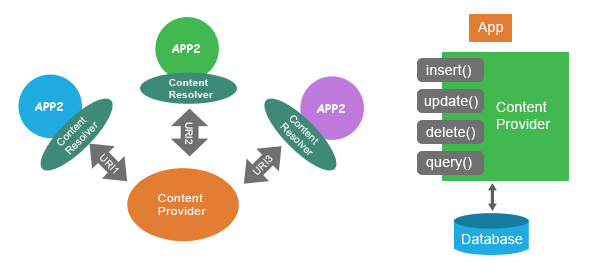 APP2
Content
Resolver
URI2
APP2
Content
Resolver
URI1
APP2
Content
Resolver
URI3
Content
Provider
App
insert()
update()
delete()
query()
Content
Provider
Database